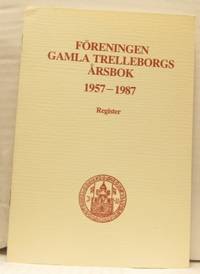 FÖRENINGEN
GAMLA TRELLEBORGS
ÅRSBOK
1957–1987
Register